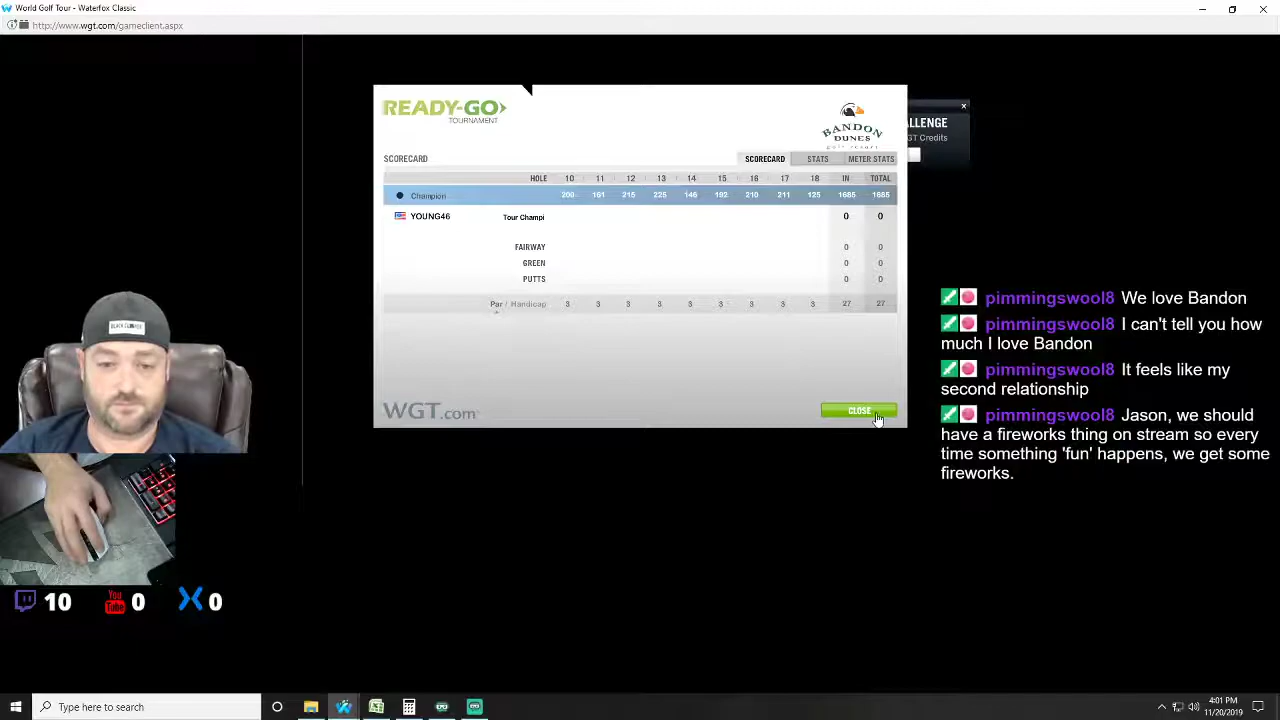 World Golf Tour - Waterfox Classic
http://www.wgt.com/gameclient.aspx
READY-GO
TOURNAMENT
BANDON
DUNES
golf resort
ALLENGE
GT Credits
SCORECARD
SCORECARD STATS METER STATS
HOLE 10 11 12 13 14 15 16 17 18 IN TOTAL
Champion 200 161 215 225 146 192 210 211 125 1685 1685
YOUNG46 Tour Champi 0 0
FAIRWAY 0 0
GREEN 0 0
PUTTS 0 0
Par / Handicap 3 3 3 3 3 3 3 3 3 27 27
WGT.com
CLOSE
pimmingswool8 We love Bandon
pimmingswool8 I can't tell you how
much I love Bandon
pimmingswool8 It feels like my
second relationship
pimmingswool8 Jason, we should
have a fireworks thing on stream so every
time something 'fun' happens, we get some
fireworks.
10 You Tube 0 0
Type here to search
4:01 PM
11/20/2019